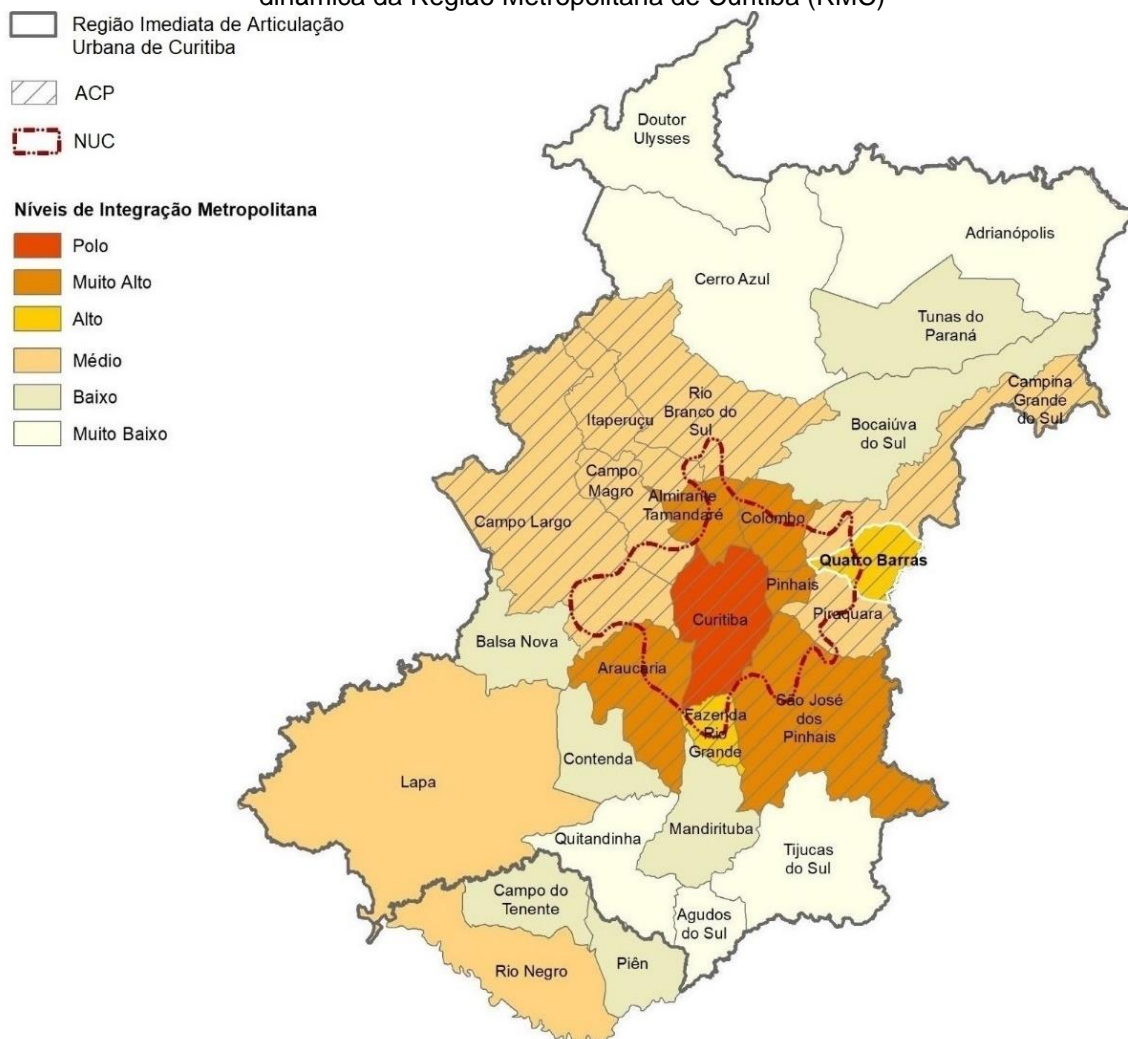 dinâmica da Região Metropolitana de Curitiba (RMC)
Região Imediata de Articulação
Urbana de Curitiba
ACP
NUC
Níveis de Integração Metropolitana
Polo
Muito Alto
Alto
Médio
Baixo
Muito Baixo
Doutor
Ulysses
Adrianópolis
Cerro Azul
Tunas do
Paraná
Campina
Grande
do Sul
Rio
Branco do
Sul
Itaperuçu
Bocaiúva
do Sul
Campo
Magro
Almirante
Tamandaré
Colombo
Campo Largo
Quatro Barras
Pinhais
Piraquara
Curitiba
Balsa Nova
Araucária
São José
dos
Pinhais
Fazenda
Rio
Grande
Contenda
Lapa
Mandirituba
Quitandinha
Tijucas
do Sul
Campo do
Tenente
Agudos
do Sul
Piên
Rio Negro